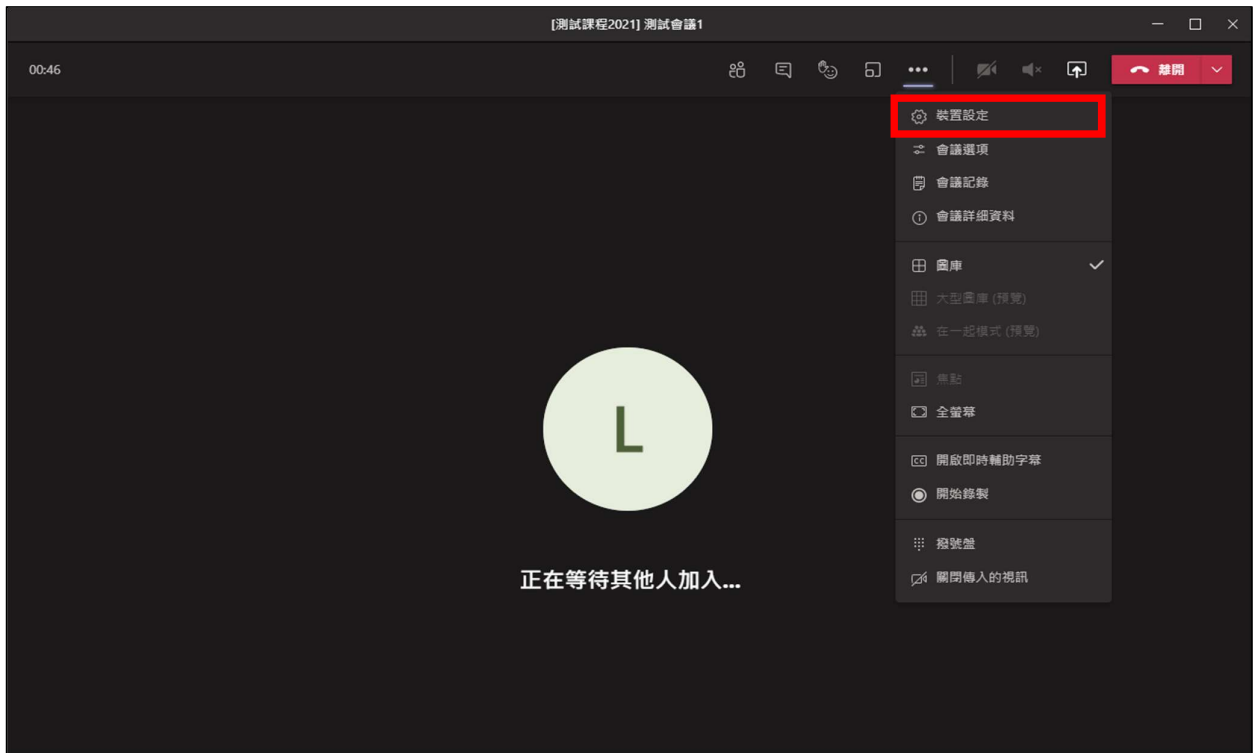 [測試課程2021] 測試會議1
00:46
離開
裝置設定
會議選項
會議記錄
會議詳細資料
圖庫
大型圖庫 (預覽)
在一起模式 (預覽)
焦點
全螢幕
CC 開啟即時輔助字幕
開始錄製
撥號盤
關閉傳入的視訊
L
正在等待其他人加入...